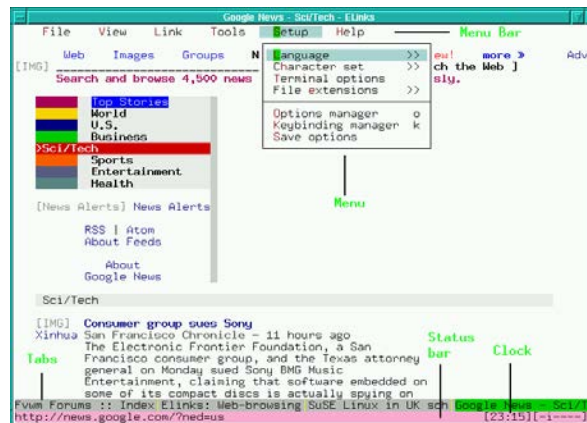 Google News - Sci/Tech - ELinks
File View Link Tools Setup Help Menu Bar
Web Images Groups N ew! more » Adv
[IMG] ch the Web ]
Search and browse 4,500 news sly.
Language >>
Character set >>
Terminal options
File extensions >>
Options manager o
Keybinding manager k
Save options
Menu
Top Stories
World
U.S.
Business
>Sci/Tech
Sports
Entertainment
Health
[News Alerts] News Alerts
RSS | Atom
About Feeds
About
Google News
Sci/Tech
[IMG] Consumer group sues Sony
Xinhua San Francisco Chronicle - 11 hours ago
The Electronic Frontier Foundation, a San
Francisco consumer group, and the Texas attorney
general on Monday sued Sony BMG Music
Entertainment, claiming that software embedded on
some of its compact discs is actually spying on
Tabs
Status bar
Clock
Fvwm Forums :: Index Elinks: Web-browsing SuSE Linux in UK sch Google News - Sci/T
http://news.google.com/?ned=us [23:15][-i----]